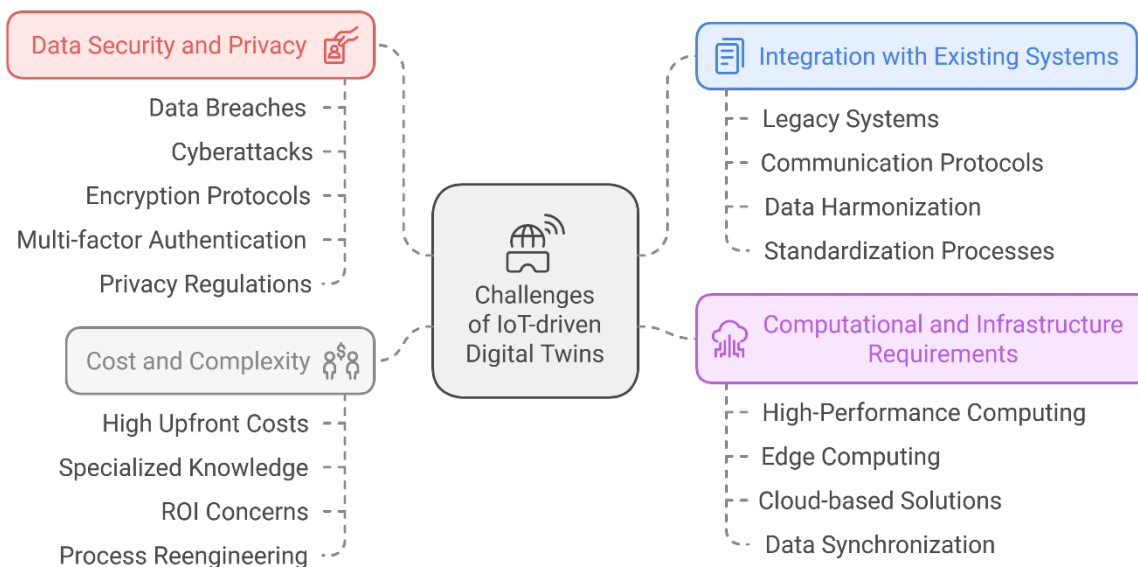 Data Security and Privacy
Data Breaches
Cyberattacks
Encryption Protocols
Multi-factor Authentication
Privacy Regulations
Cost and Complexity
$
High Upfront Costs
Specialized Knowledge
ROI Concerns
Process Reengineering
Challenges
of IoT-driven
Digital Twins
Integration with Existing Systems
Legacy Systems
Communication Protocols
Data Harmonization
Standardization Processes
Computational and Infrastructure
Requirements
High-Performance Computing
Edge Computing
Cloud-based Solutions
Data Synchronization